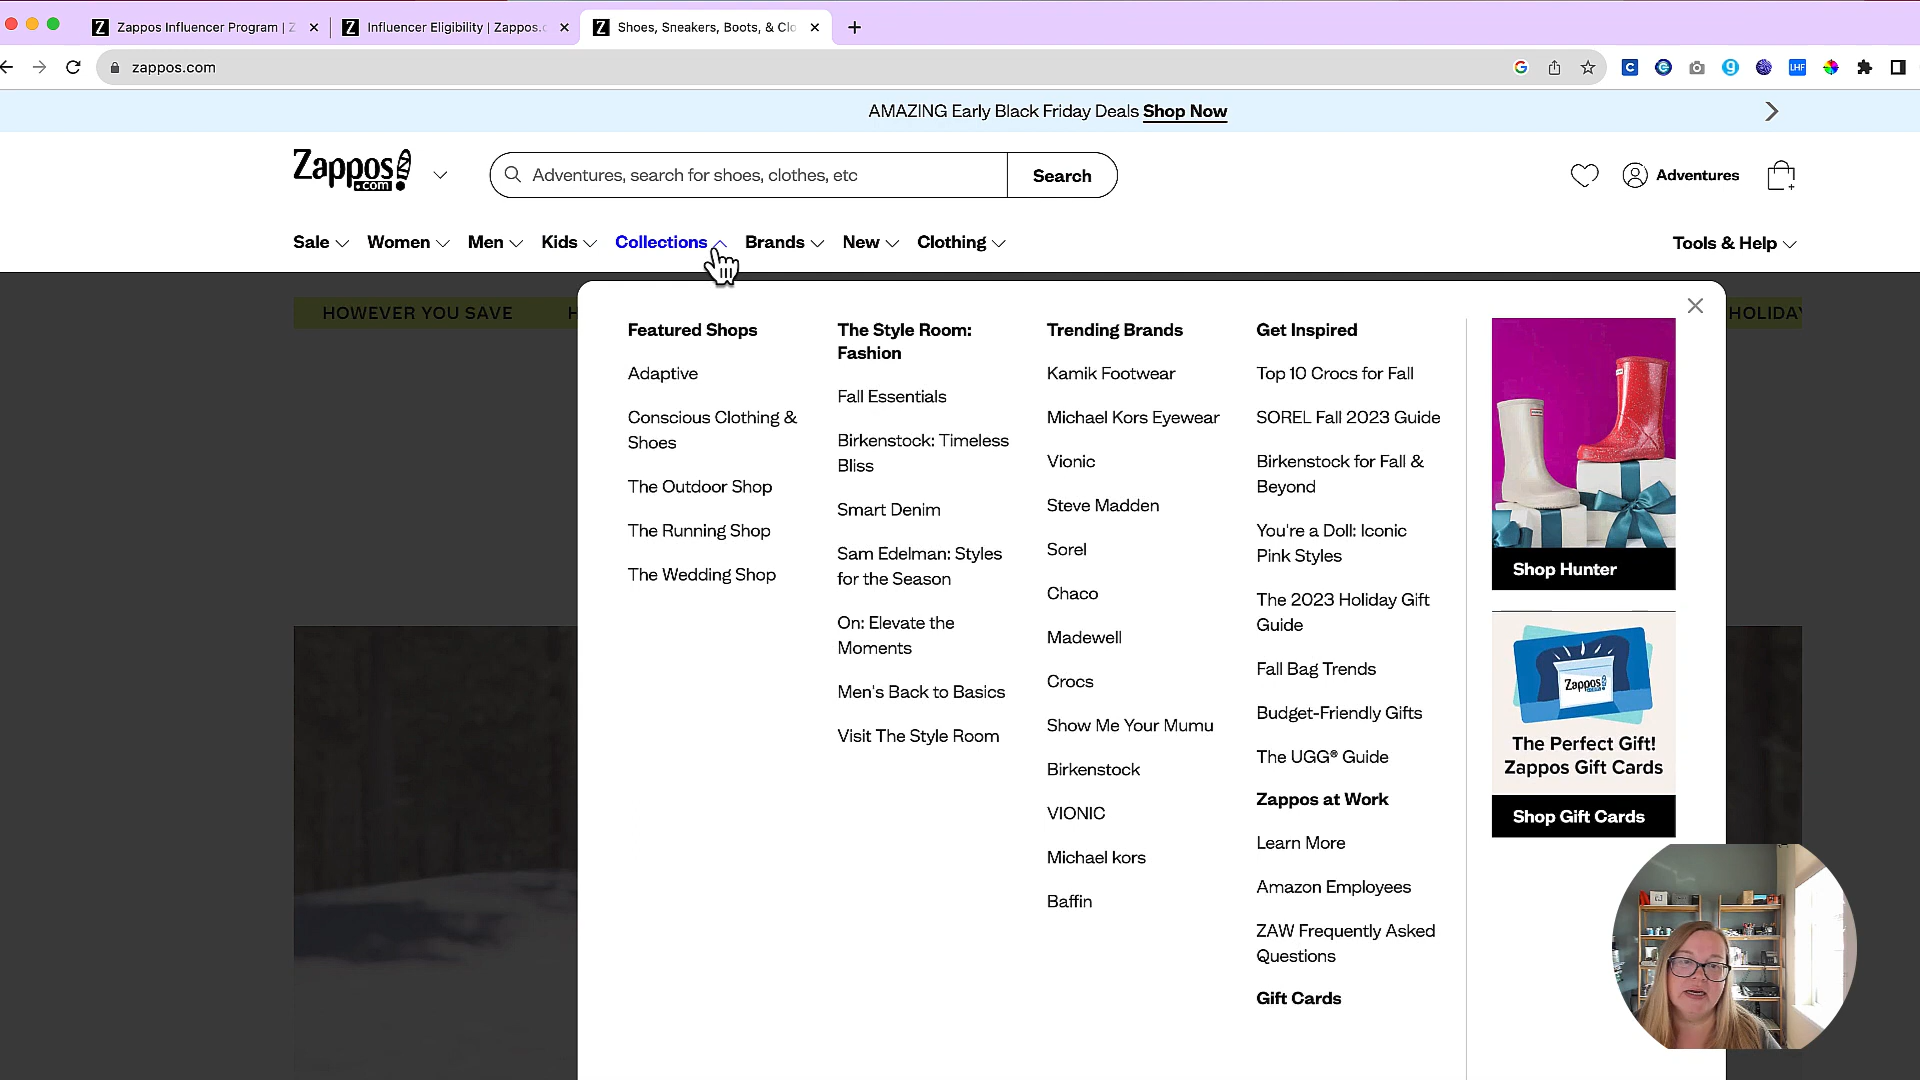 Zappos Influencer Program | Z
Influencer Eligibility | Zappos.c
Shoes, Sneakers, Boots, & Clo
zappos.com
AMAZING Early Black Friday Deals Shop Now
Zappos
.com
Adventures, search for shoes, clothes, etc
Search
Adventures
Sale
Women
Men
Kids
Collections
Brands
New
Clothing
Tools & Help
HOWEVER YOU SAVE
H
HOLIDAY
Featured Shops
Adaptive
Conscious Clothing &
Shoes
The Outdoor Shop
The Running Shop
The Wedding Shop
The Style Room:
Fashion
Fall Essentials
Birkenstock: Timeless
Bliss
Smart Denim
Sam Edelman: Styles
for the Season
On: Elevate the
Moments
Men's Back to Basics
Visit The Style Room
Trending Brands
Kamik Footwear
Michael Kors Eyewear
Vionic
Steve Madden
Sorel
Chaco
Madewell
Crocs
Show Me Your Mumu
Birkenstock
VIONIC
Michael kors
Baffin
Get Inspired
Top 10 Crocs for Fall
SOREL Fall 2023 Guide
Birkenstock for Fall &
Beyond
You're a Doll: Iconic
Pink Styles
The 2023 Holiday Gift
Guide
Fall Bag Trends
Budget-Friendly Gifts
The UGG® Guide
Zappos at Work
Learn More
Amazon Employees
ZAW Frequently Asked
Questions
Gift Cards
Shop Hunter
Zappos
The Perfect Gift!
Zappos Gift Cards
Shop Gift Cards